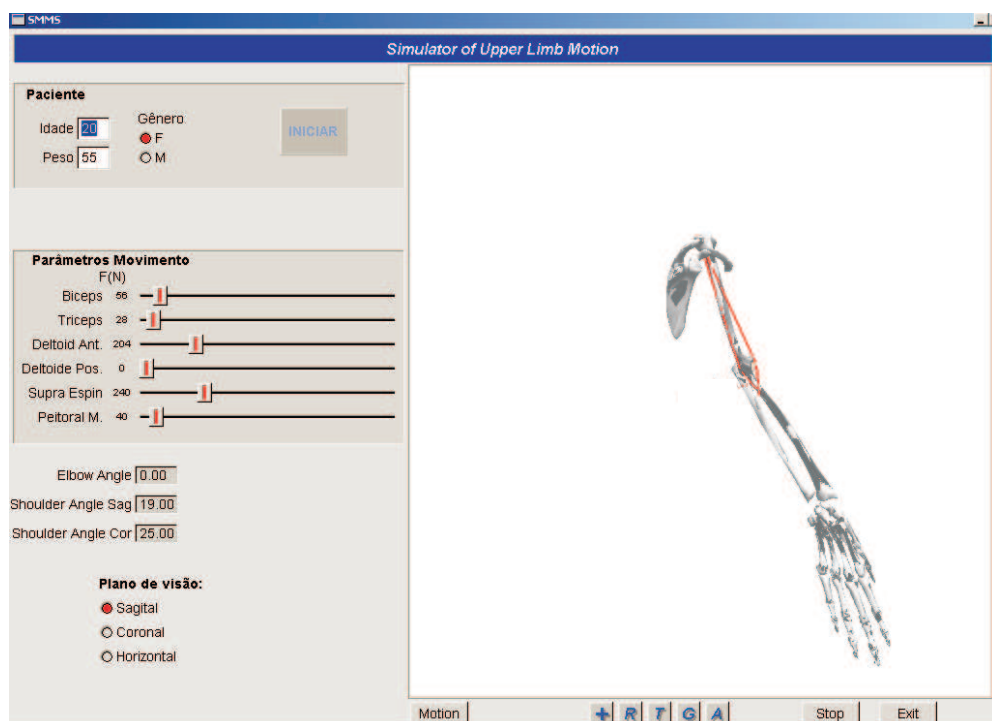 SMMS
Simulator of Upper Limb Motion
Paciente
Idade 20
Peso 55
Gênero
F
M
INICIAR
Parâmetros Movimento
F(N)
Biceps 56
Triceps 28
Deltoid Ant. 204
Deltoide Pos. 0
Supra Espin 240
Peitoral M. 40
Elbow Angle 0.00
Shoulder Angle Sag 19.00
Shoulder Angle Cor 25.00
Plano de visão:
Sagital
Coronal
Horizontal
Motion + R T G A Stop Exit